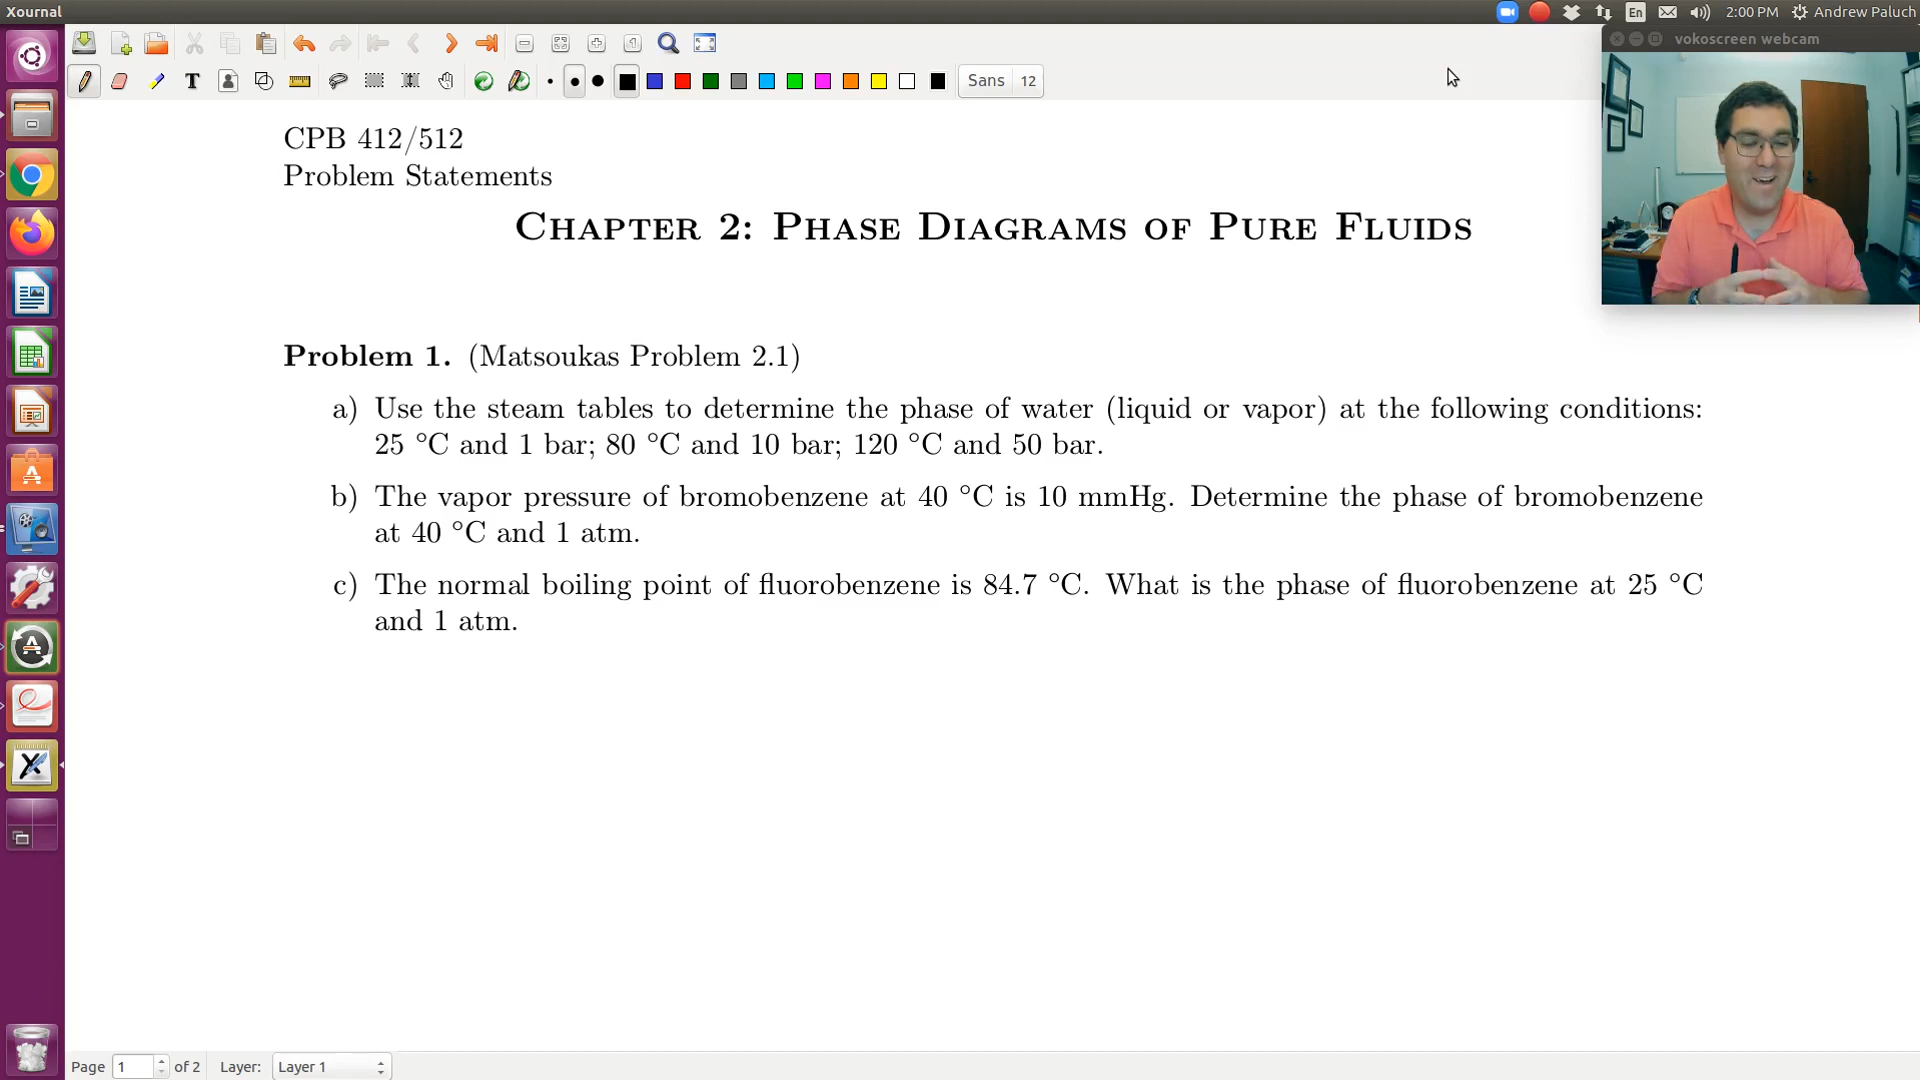 Xournal
En
2:00 PM
Andrew Paluch
vokoscreen webcam
Sans 12
CPB 412/512
Problem Statements
CHAPTER 2: PHASE DIAGRAMS OF PURE FLUIDS
Problem 1. (Matsoukas Problem 2.1)
a) Use the steam tables to determine the phase of water (liquid or vapor) at the following conditions:
25 °C and 1 bar; 80 °C and 10 bar; 120 °C and 50 bar.
b) The vapor pressure of bromobenzene at 40 °C is 10 mmHg. Determine the phase of bromobenzene
at 40 °C and 1 atm.
c) The normal boiling point of fluorobenzene is 84.7 °C. What is the phase of fluorobenzene at 25 °C
and 1 atm.
Page 1 of 2 Layer: Layer 1